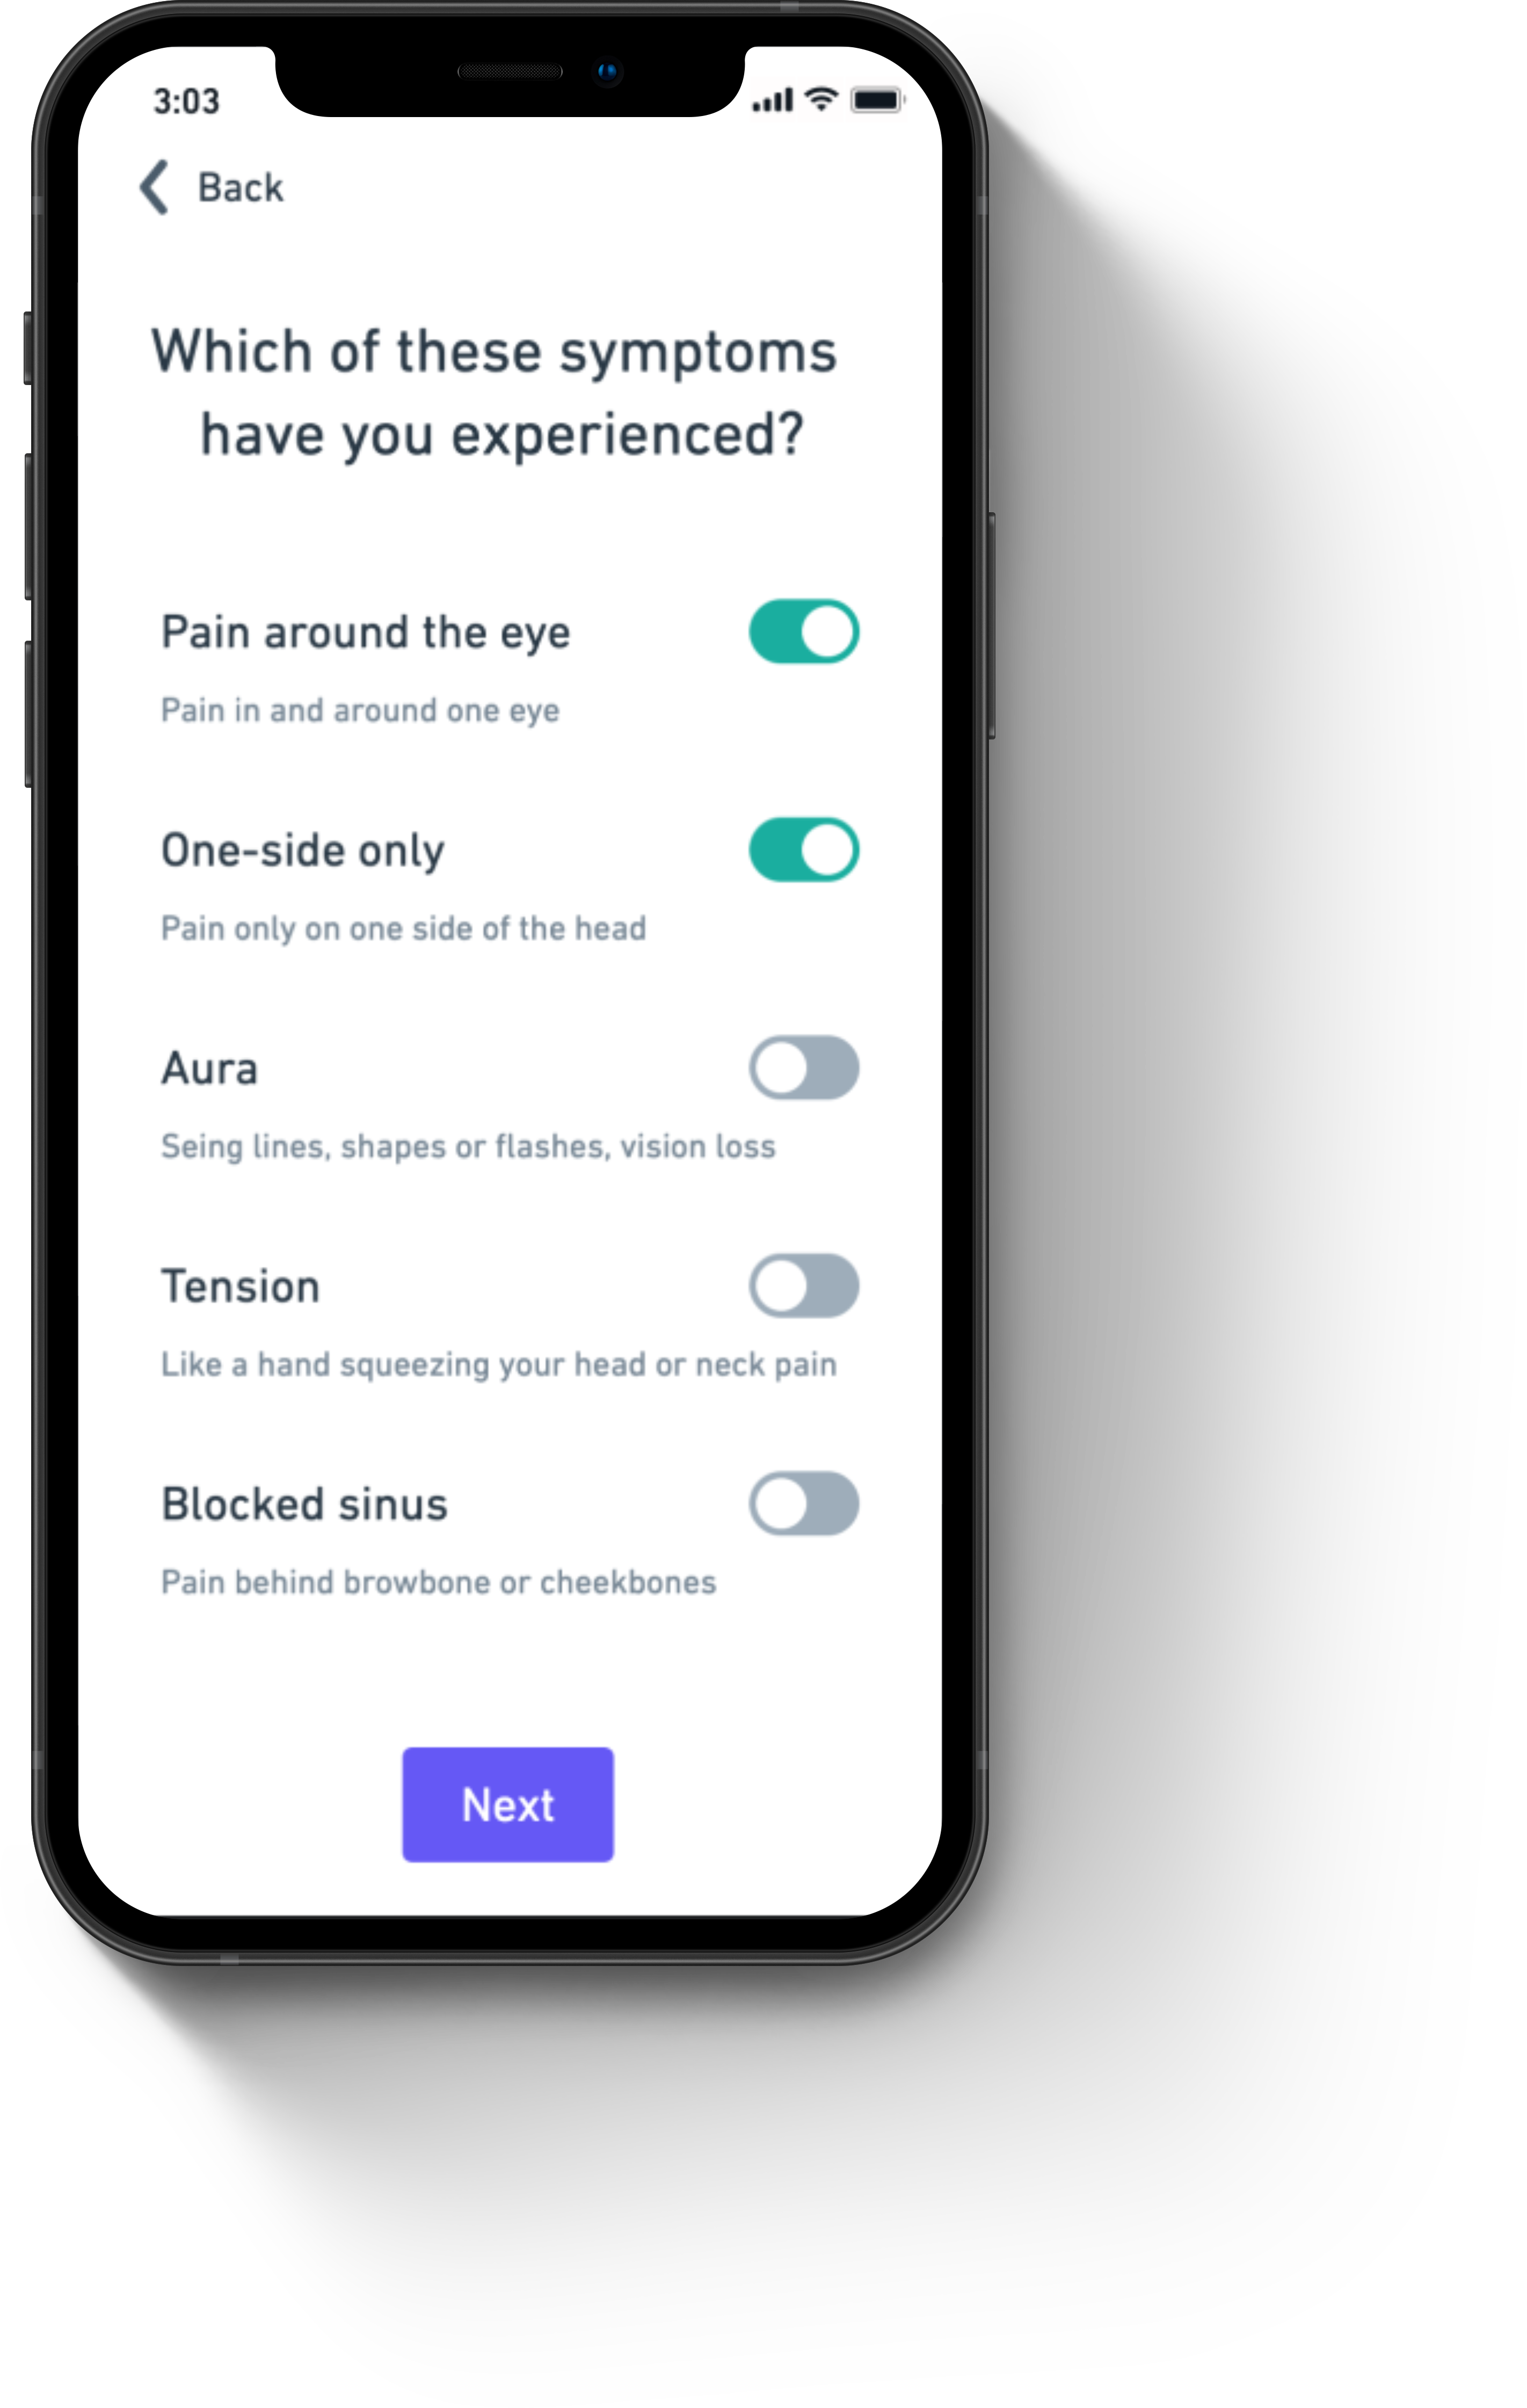 3:03
Back
Which of these symptoms
have you experienced?
Pain around the eye
Pain in and around one eye
One-side only
Pain only on one side of the head
Aura
Seing lines, shapes or flashes, vision loss
Tension
Like a hand squeezing your head or neck pain
Blocked sinus
Pain behind browbone or cheekbones
Next